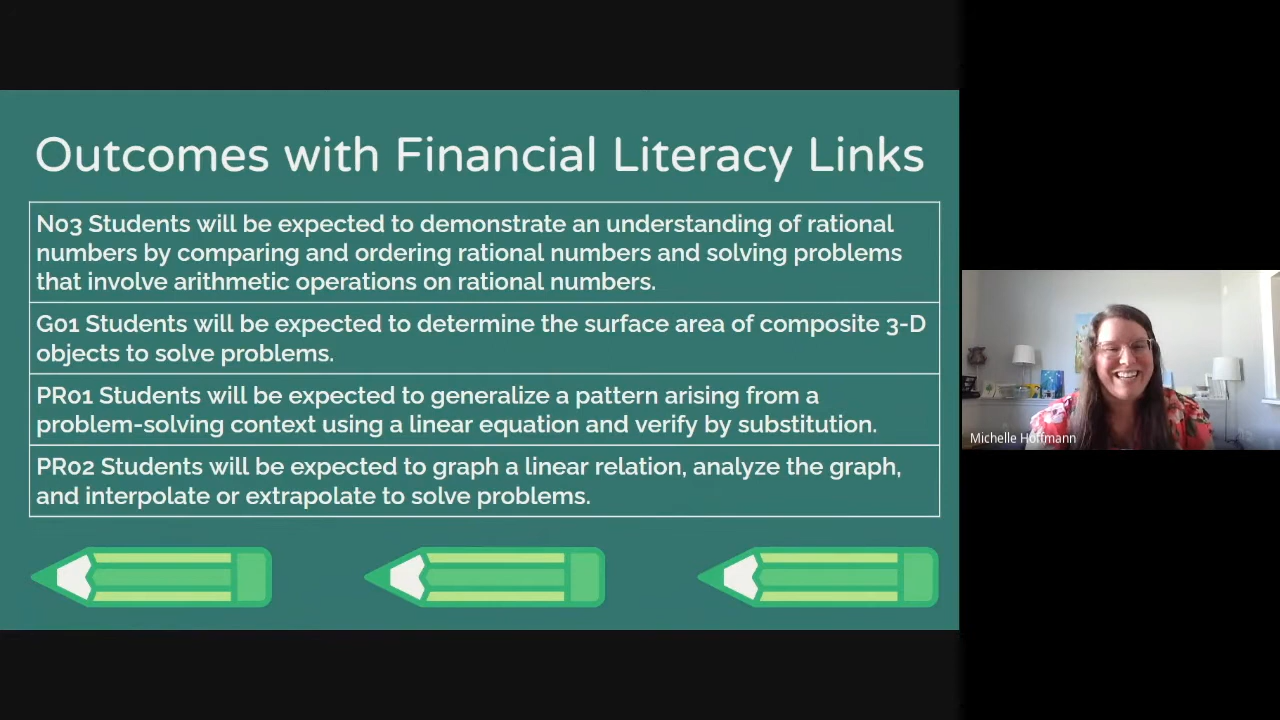 Outcomes with Financial Literacy Links
N03 Students will be expected to demonstrate an understanding of rational
numbers by comparing and ordering rational numbers and solving problems
that involve arithmetic operations on rational numbers.
G01 Students will be expected to determine the surface area of composite 3-D
objects to solve problems.
PR01 Students will be expected to generalize a pattern arising from a
problem-solving context using a linear equation and verify by substitution.
PR02 Students will be expected to graph a linear relation, analyze the graph,
and interpolate or extrapolate to solve problems.
Michelle Hoffmann